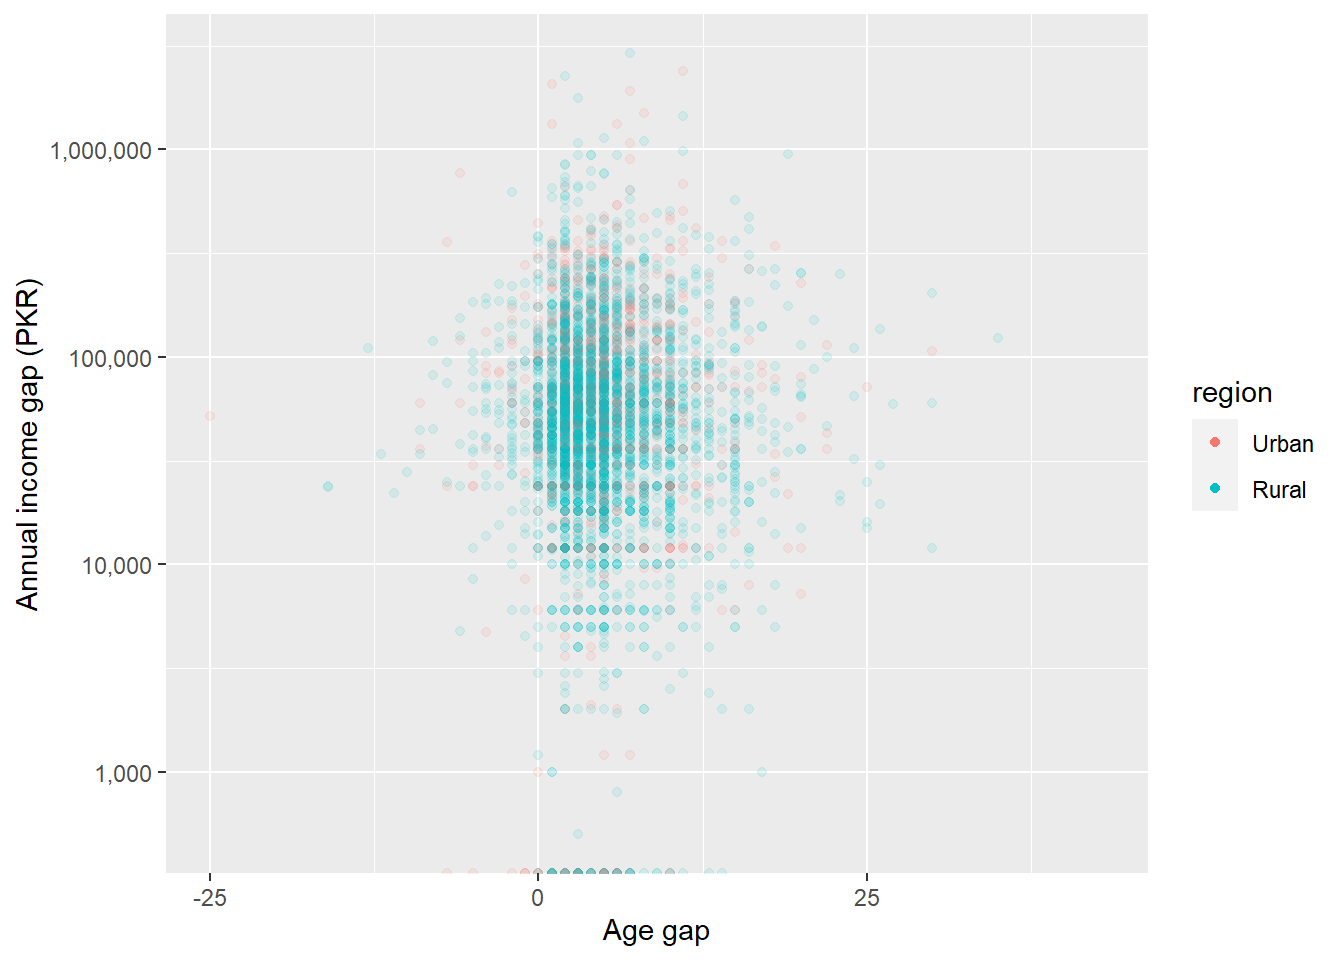 Annual income gap (PKR)
1,000,000
100,000
10,000
1,000
-25
0
25
Age gap
region
Urban
Rural